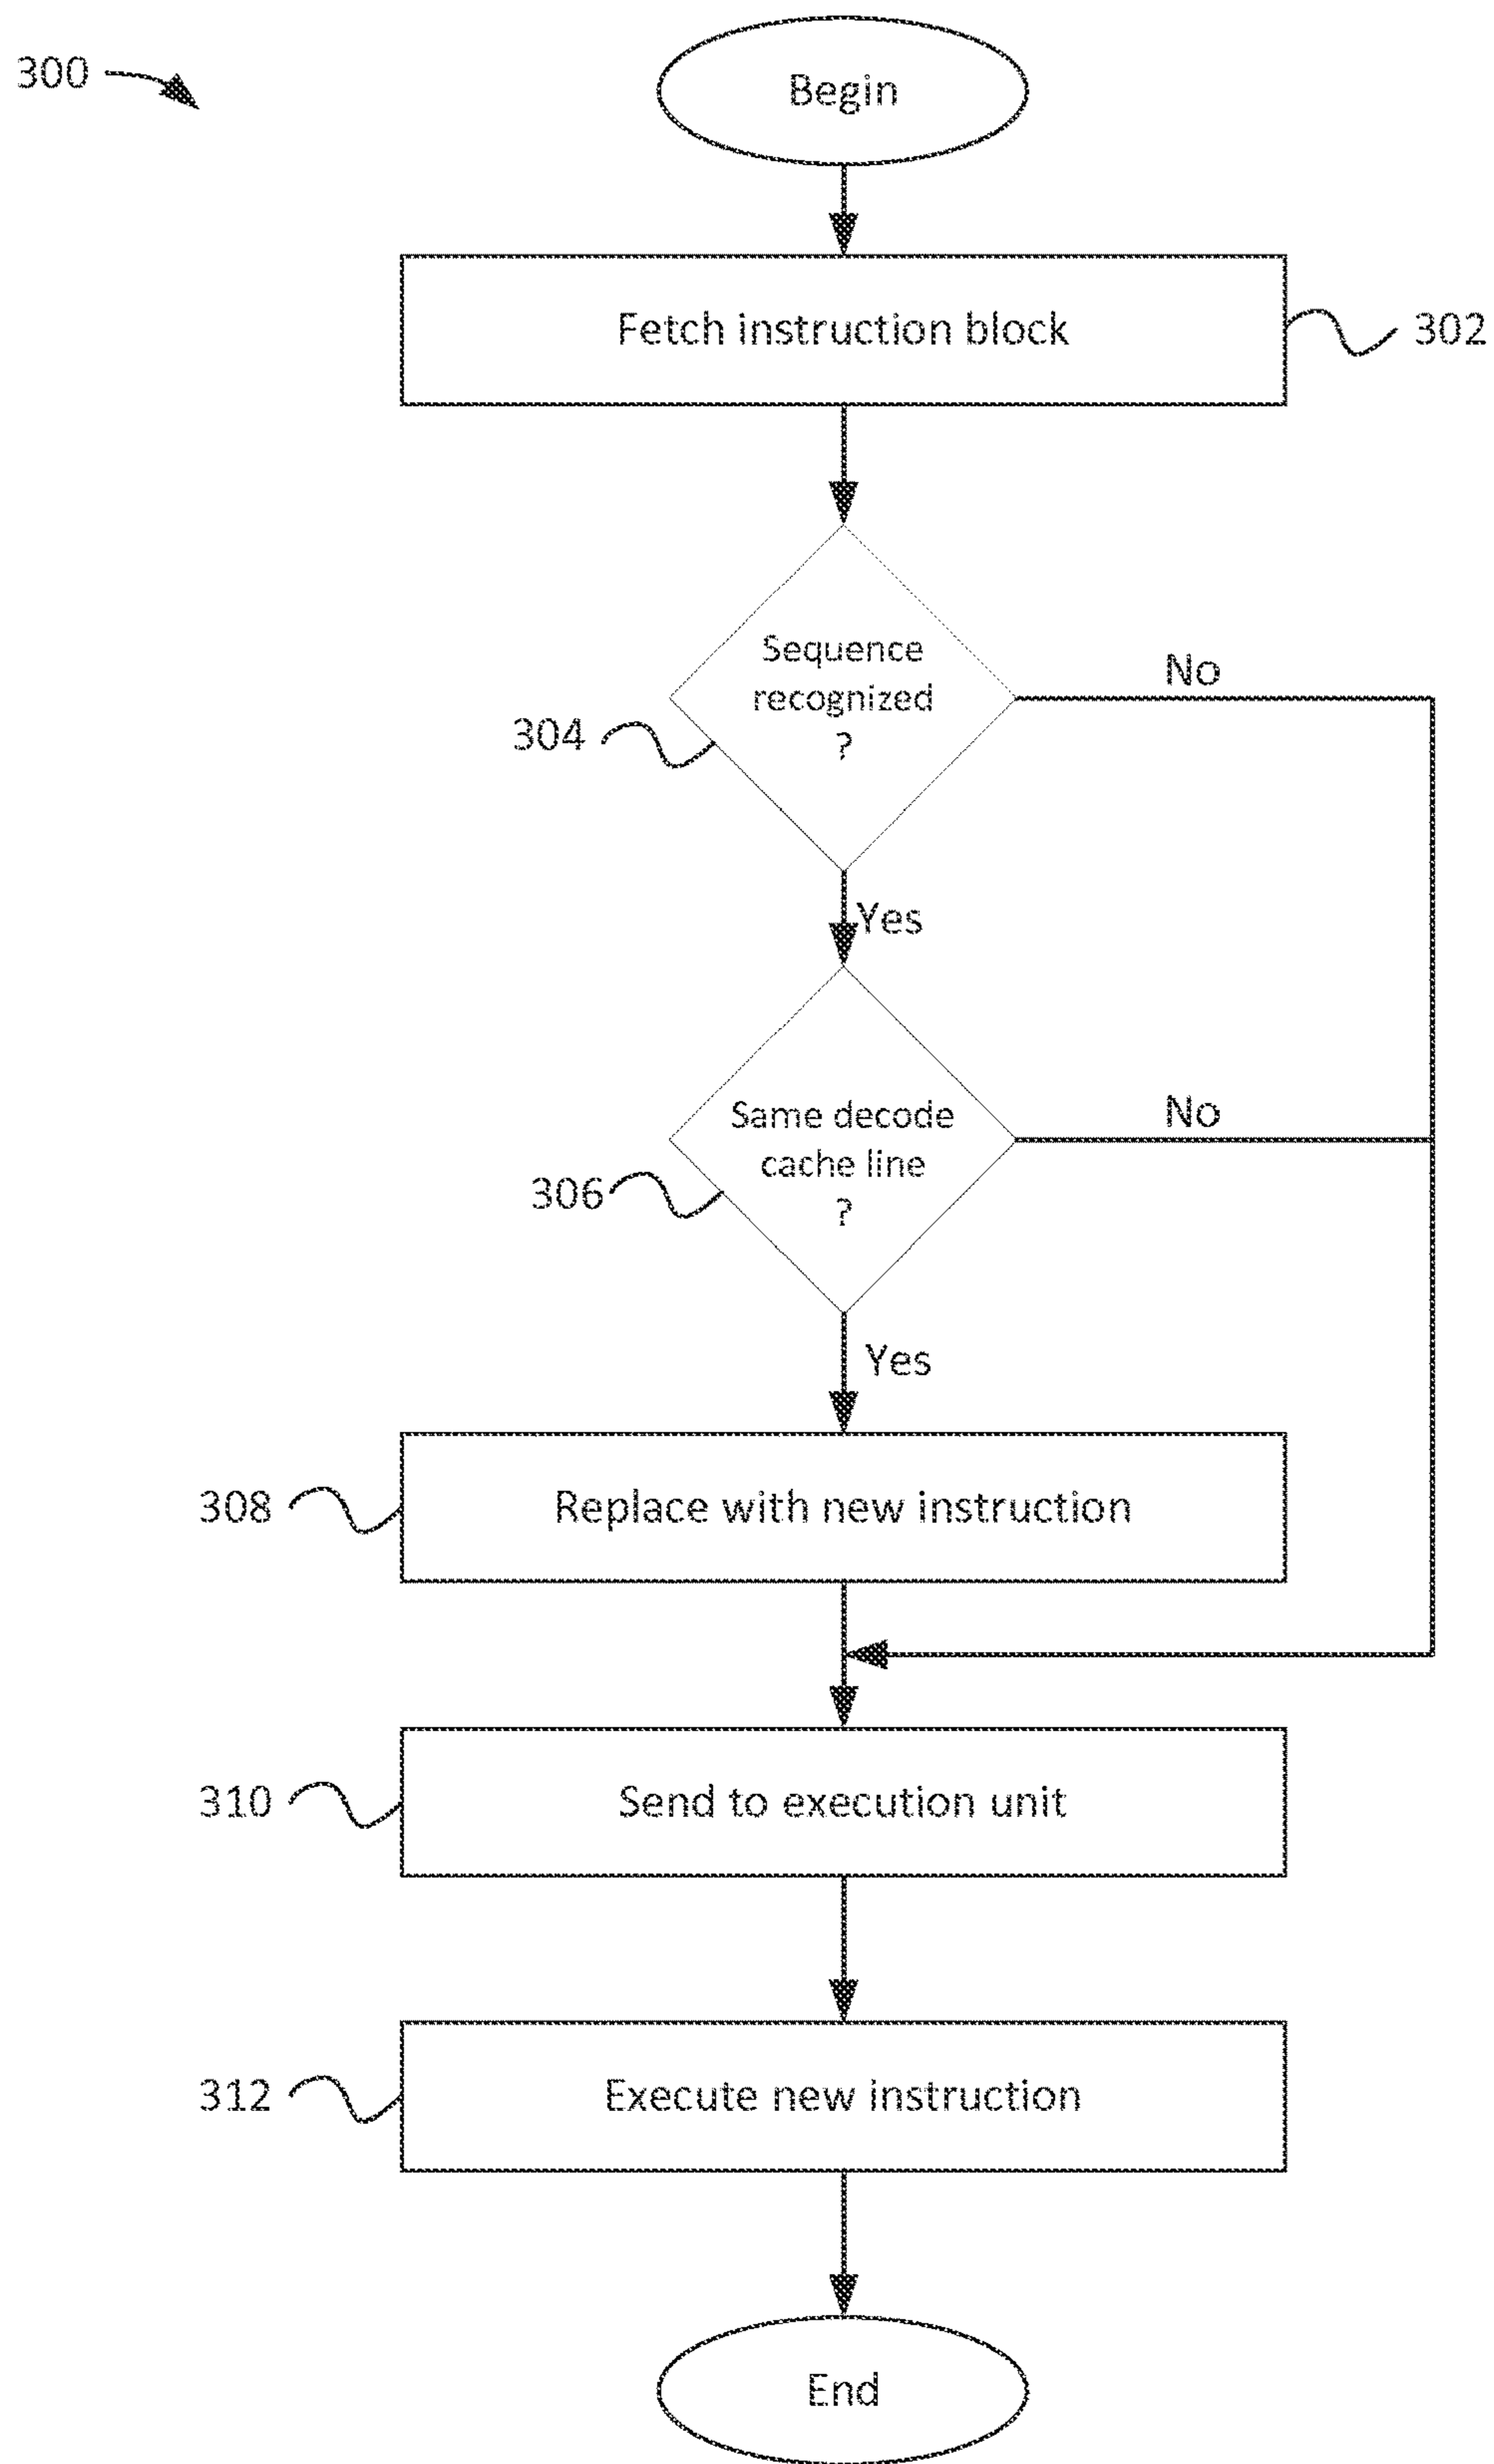 300
Begin
Fetch instruction block
302
Sequence
recognized
?
No
304
Yes
Same decode
cache line
?
No
306
Yes
308
Replace with new instruction
310
Send to execution unit
312
Execute new instruction
End